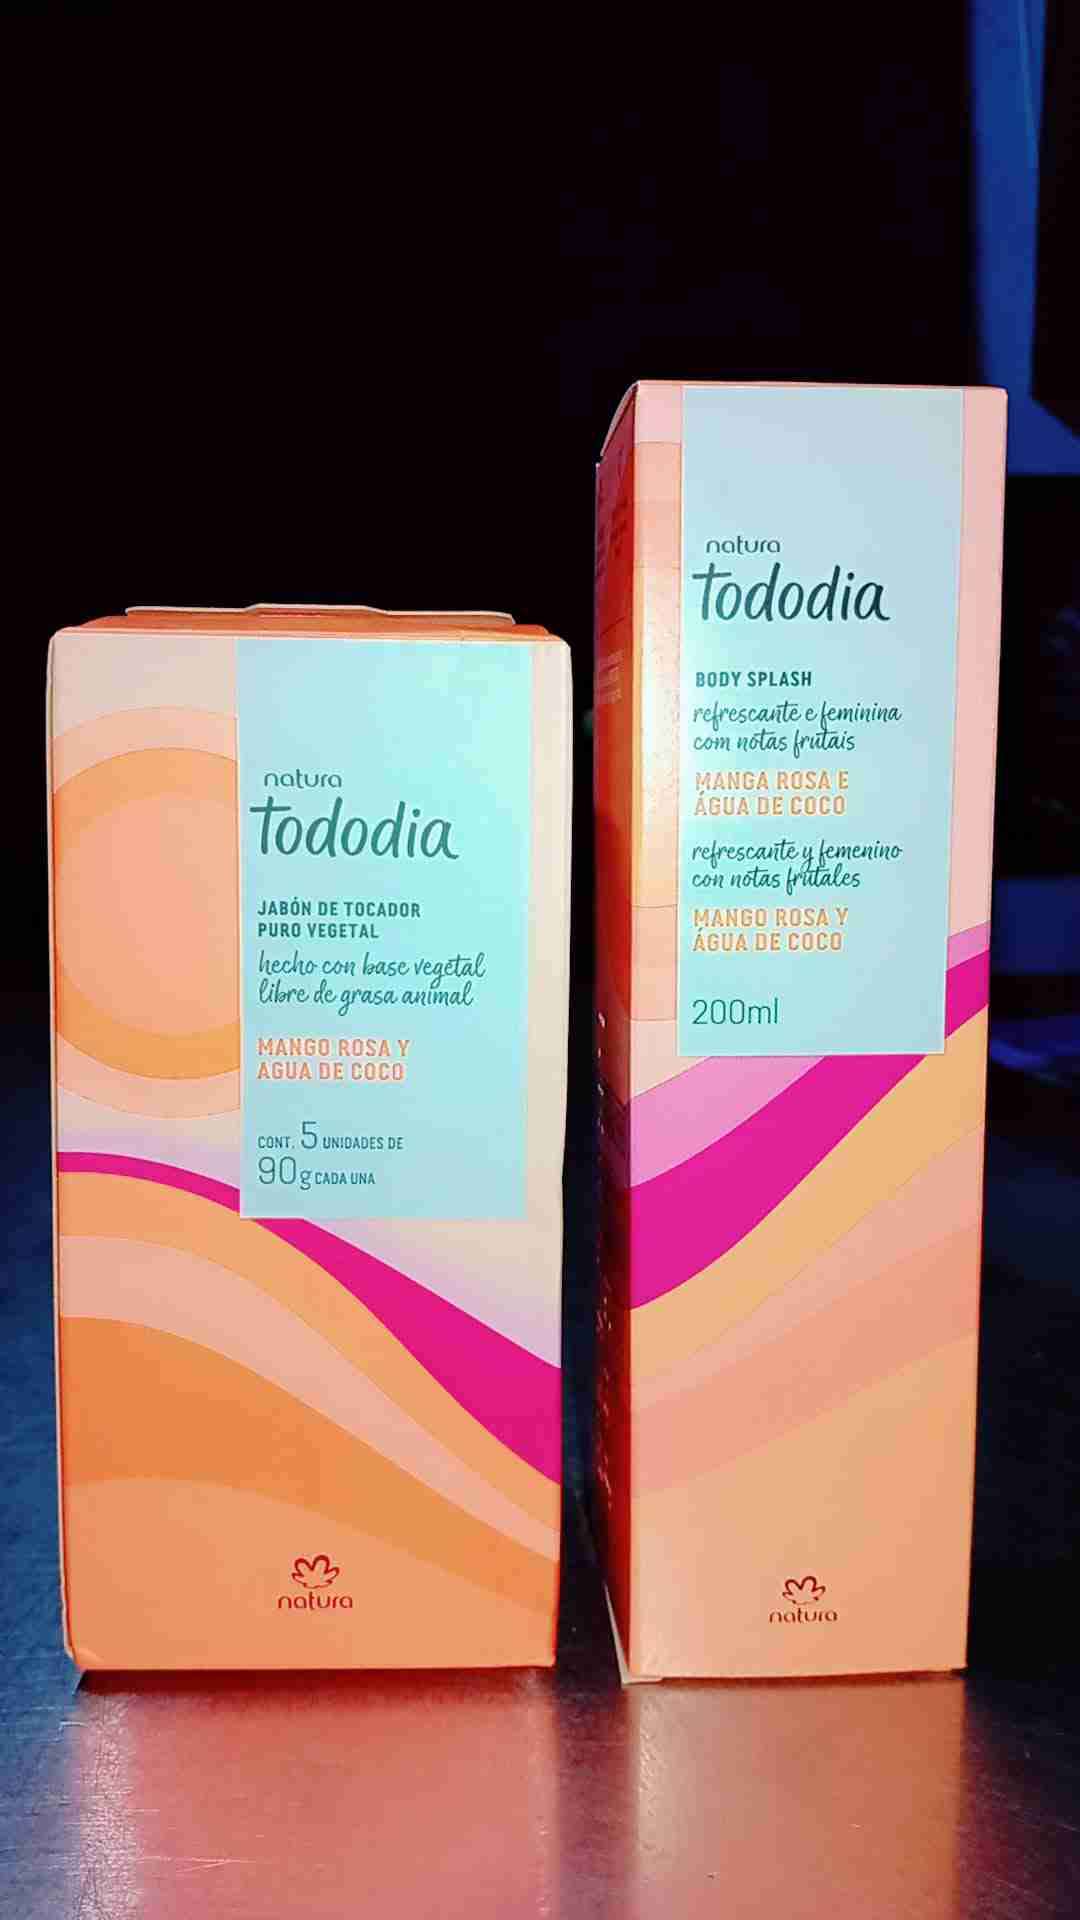 natura
Tododia
JABÓN DE TOCADOR
PURO VEGETAL
hecho con base vegetal
libre de grasa animal
MANGO ROSA Y
AGUA DE COCO
CONT. 5 UNIDADES DE
90g CADA UNA
natura
natura
Tododia
BODY SPLASH
refrescante e feminina
com notas frutais
MANGA ROSA E
ÁGUA DE COCO
refrescante y femenino
con notas frutales
MANGO ROSA Y
ÁGUA DE COCO
200ml
natura